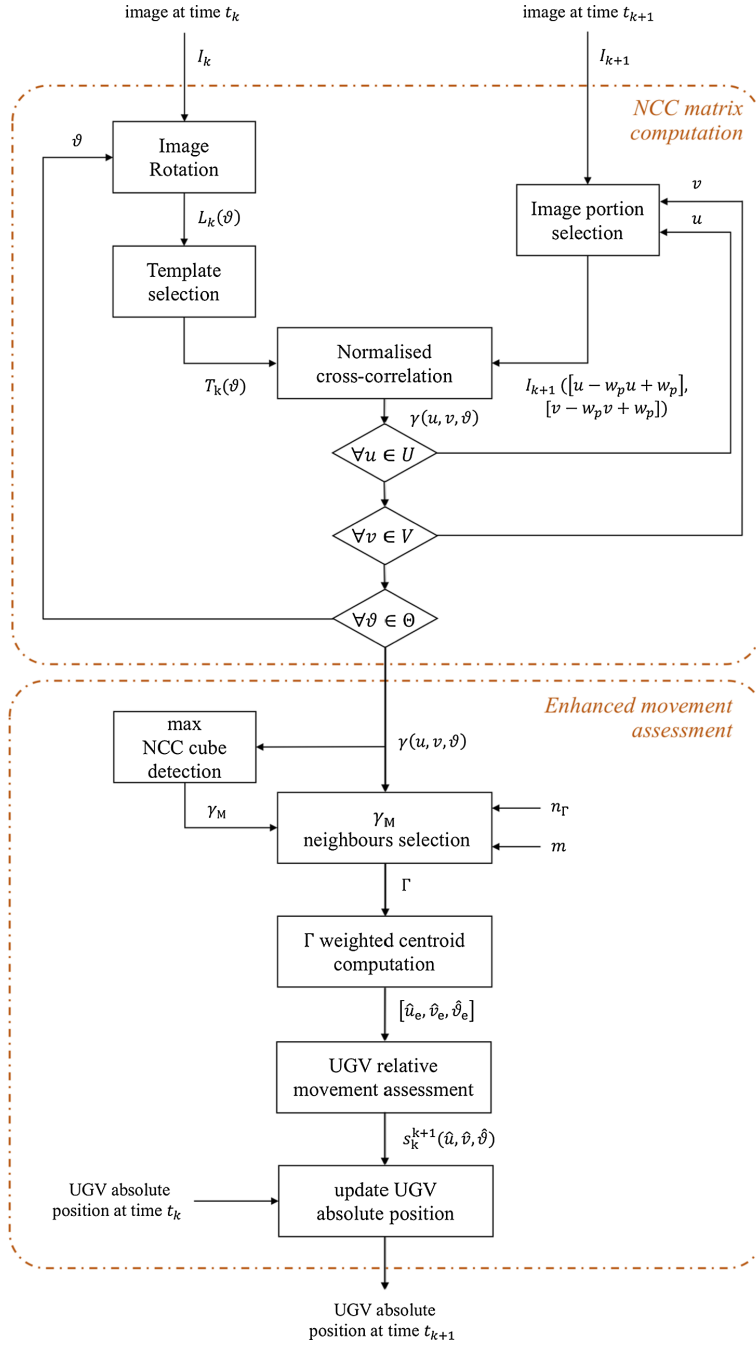 image at time t_k
image at time t_{k+1}
I_k
I_{k+1}
NCC matrix
computation
ϑ
Image
Rotation
v
u
Image portion
selection
L_k(ϑ)
Template
selection
Normalised
cross-correlation
T_k(ϑ)
I_{k+1} ([u − w_p u + w_p],
[v − w_p v + w_p])
γ(u, v, ϑ)
∀u ∈ U
∀v ∈ V
∀ϑ ∈ Θ
Enhanced movement
assessment
max
NCC cube
detection
γ(u, v, ϑ)
γ_M
γ_M
neighbours selection
n_Γ
m
Γ
Γ weighted centroid
computation
[û_e, v̂_e, ϑ̂_e]
UGV relative
movement assessment
s_k^{k+1}(û, v̂, ϑ̂)
UGV absolute
position at time t_k
update UGV
absolute position
UGV absolute
position at time t_{k+1}